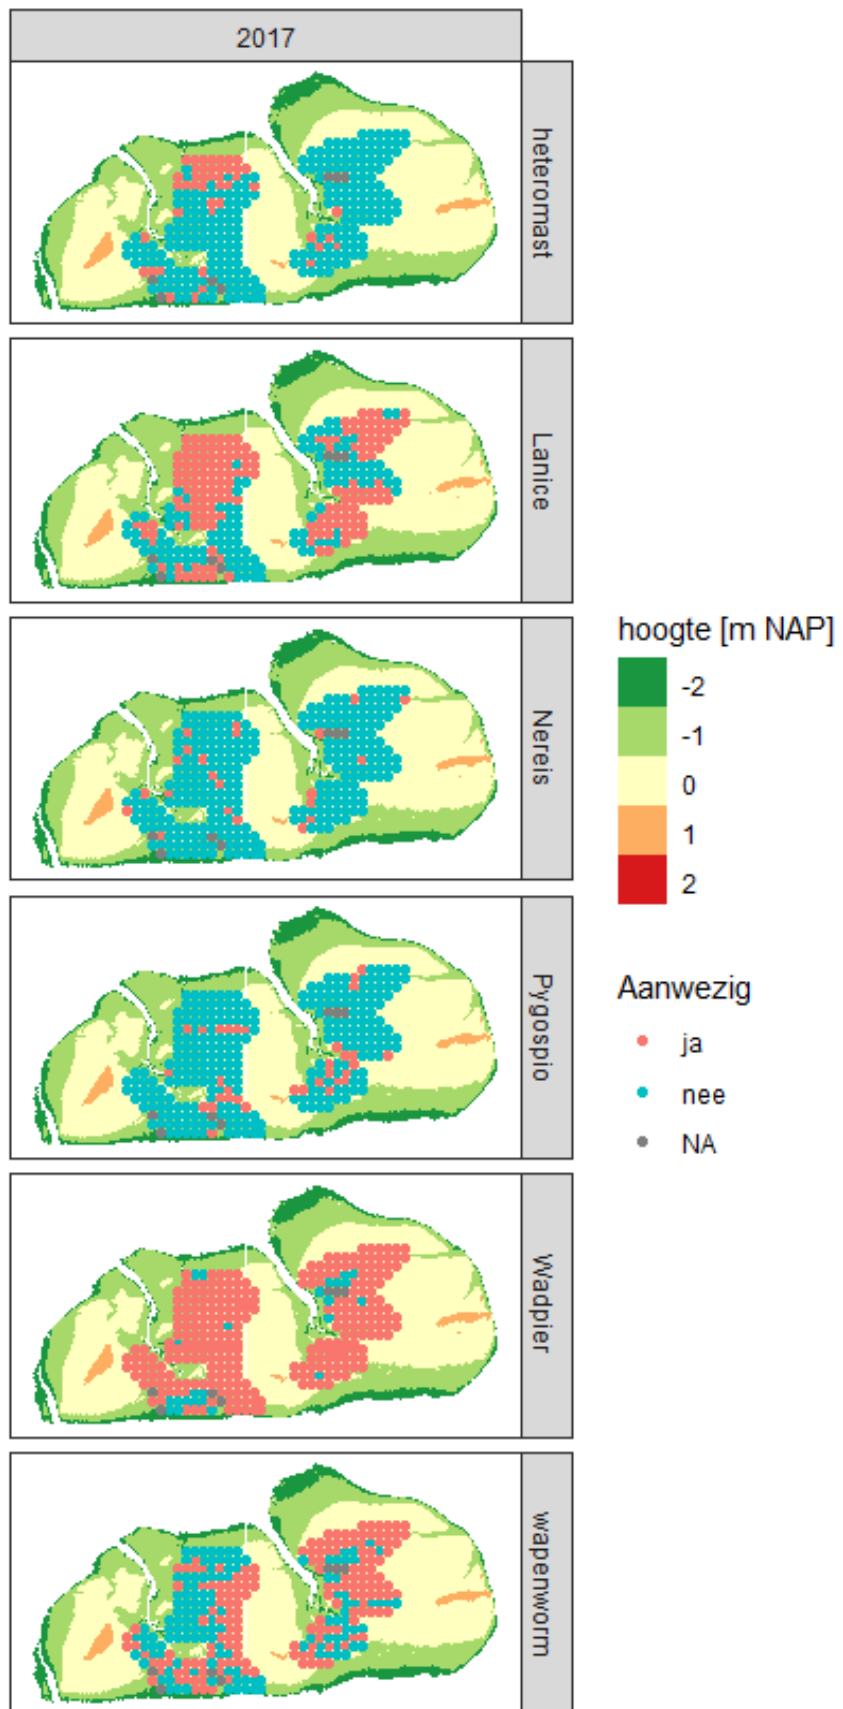 2017
heteromast
Lanice
Nereis
Pygospio
Wadpier
wapenworm
hoogte [m NAP]
-2
-1
0
1
2
Aanwezig
ja
nee
NA